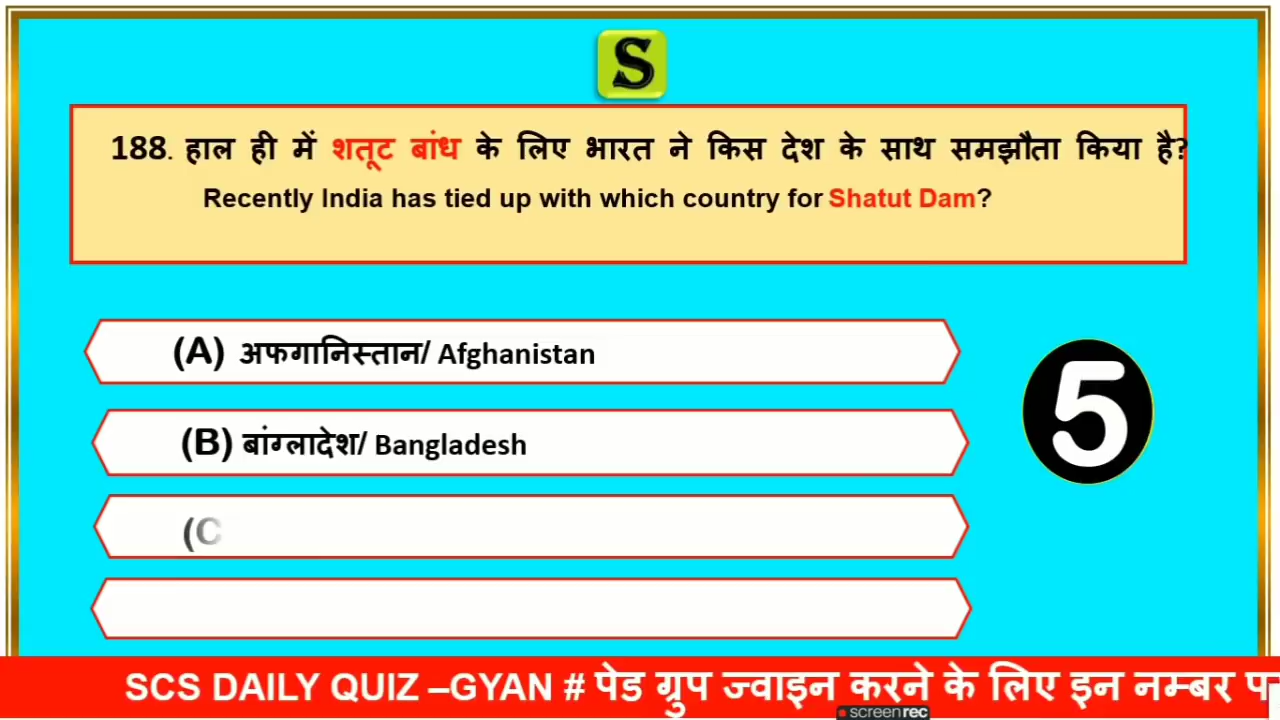 S
188. हाल ही में शतूट बांध के लिए भारत ने किस देश के साथ समझौता किया है?
Recently India has tied up with which country for Shatut Dam?
(A) अफगानिस्तान/ Afghanistan
5
(B) बांग्लादेश/ Bangladesh
(C
SCS DAILY QUIZ –GYAN # पेड ग्रुप ज्वाइन करने के लिए इन नम्बर प
screenrec